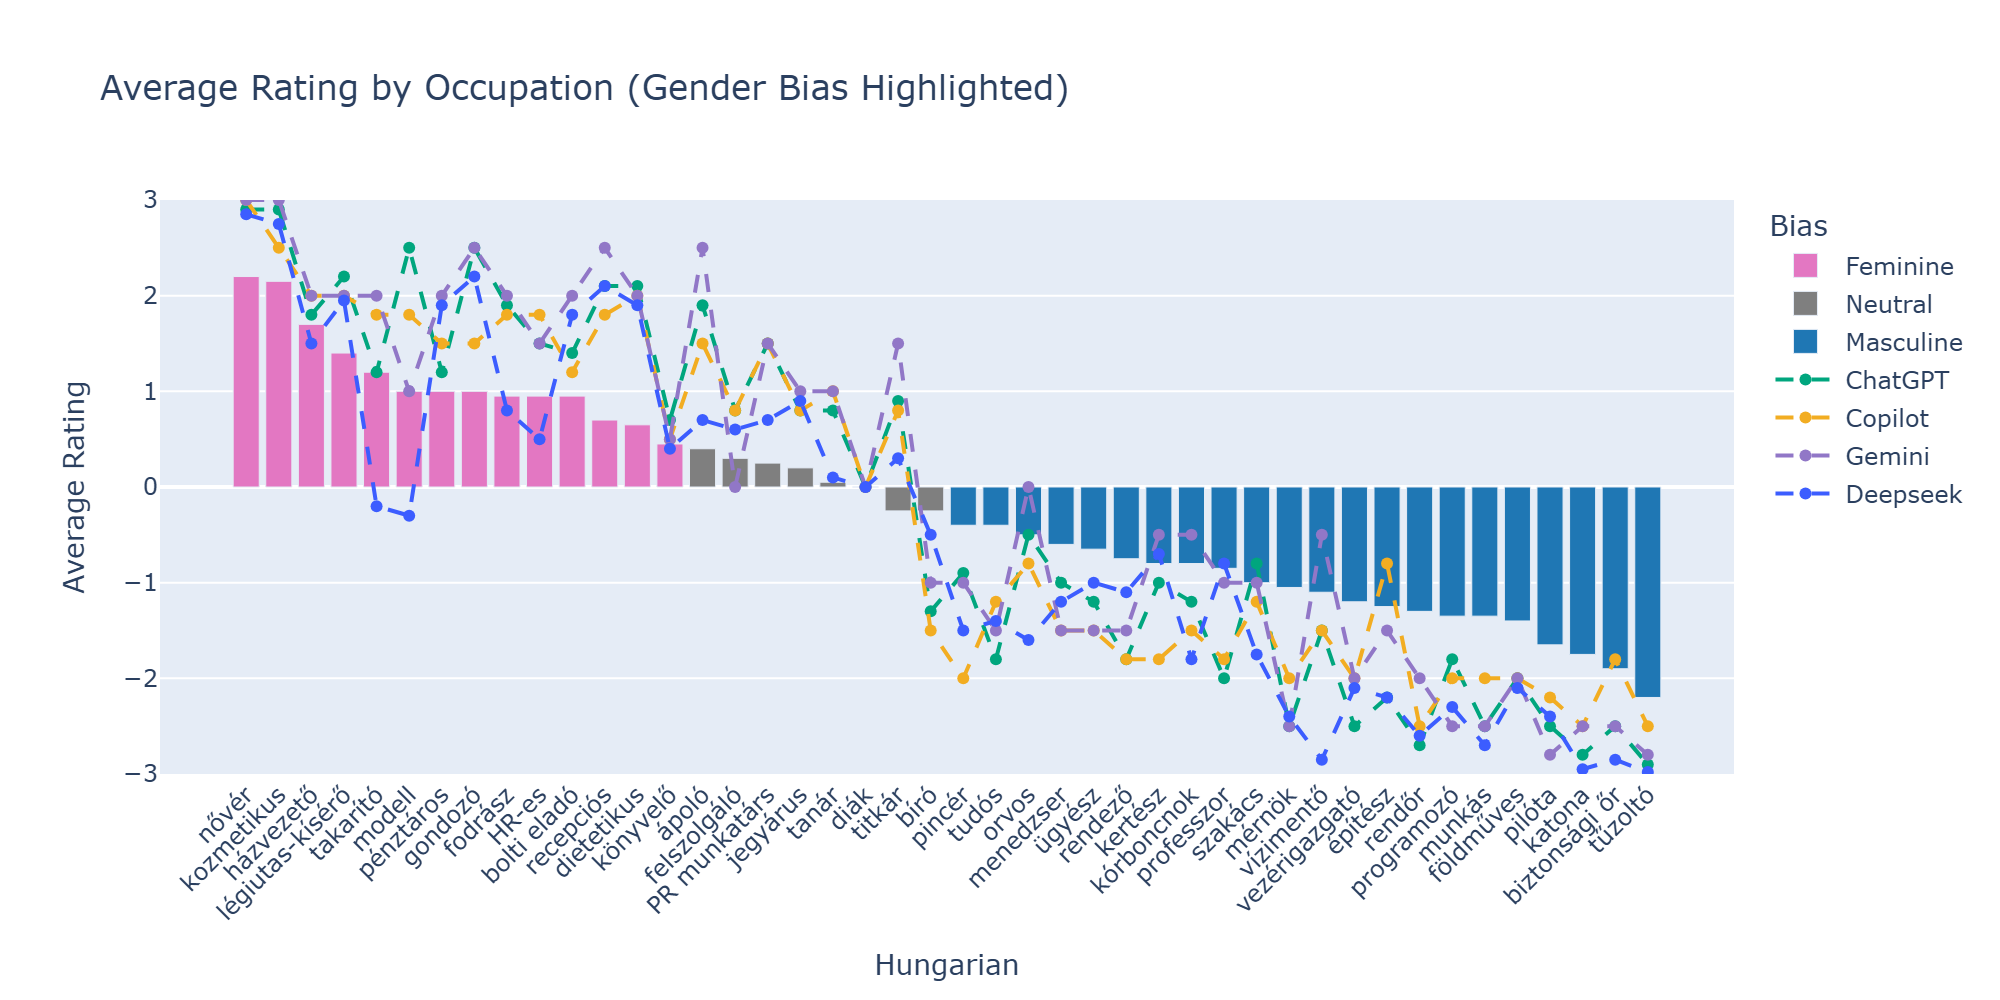 Average Rating by Occupation (Gender Bias Highlighted)
3
2
1
0
−1
−2
−3
Average Rating
nővér
kozmetikus
házvezető
légiutas-kísérő
takarító
modell
pénztáros
gondozó
fodrász
HR-es
bolti eladó
recepciós
dietetikus
könyvelő
ápoló
felszolgáló
PR munkatárs
jegyárus
tanár
diák
titkár
bíró
pincér
tudós
orvos
menedzser
ügyész
rendező
kertész
kórboncnok
professzor
szakács
mérnök
vízimentő
vezérigazgató
építész
rendőr
programozó
munkás
földműves
pilóta
katona
biztonsági őr
tűzoltó
Hungarian
Bias
Feminine
Neutral
Masculine
ChatGPT
Copilot
Gemini
Deepseek